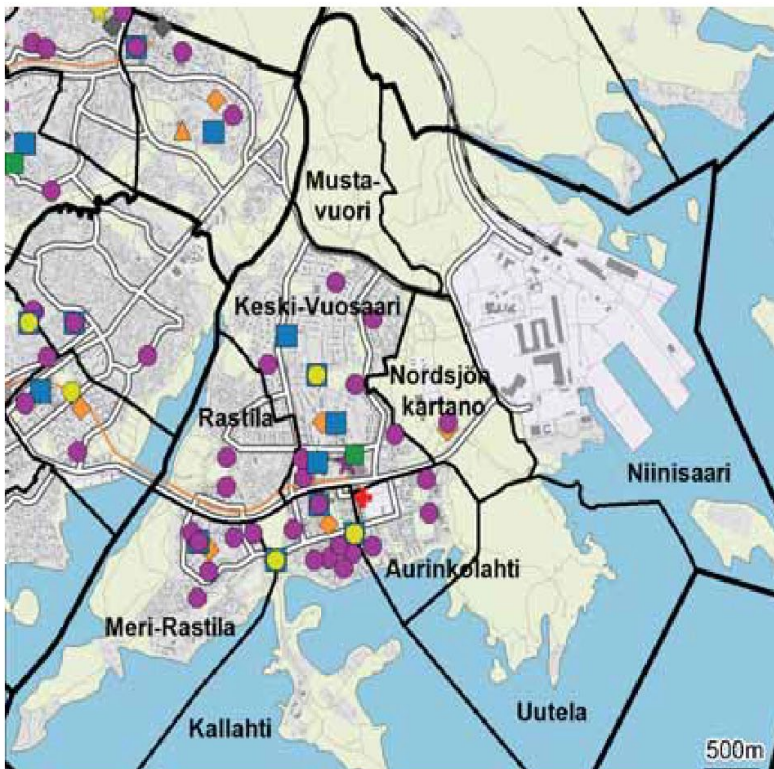 Musta-
vuori
Keski-Vuosaari
Nordsjön
kartano
Rastila
Niinisaari
Aurinkolahti
Meri-Rastila
Uutela
Kallahti
500m